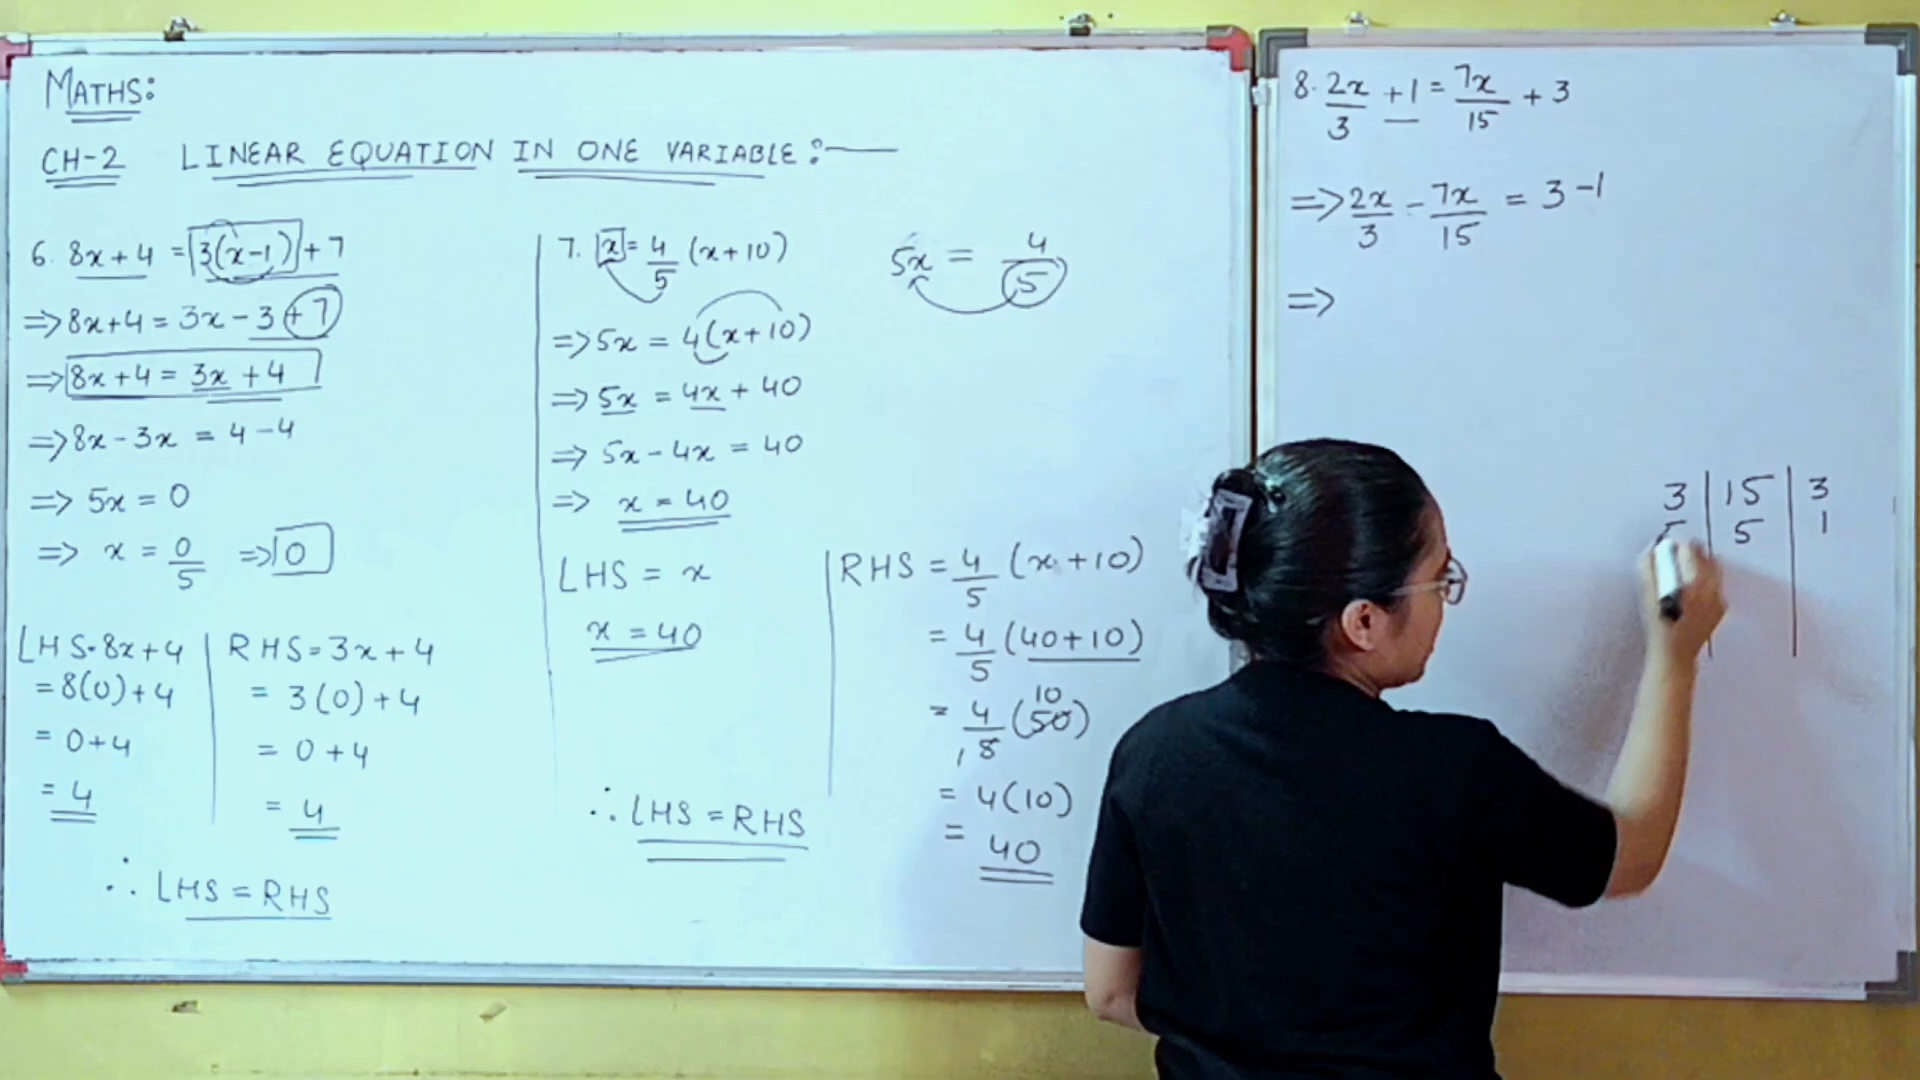 MATHS:
CH-2 LINEAR EQUATION IN ONE VARIABLE :—
6. 8x + 4 = 3(x-1) + 7
=> 8x+4 = 3x - 3 + 7
=> 8x+4 = 3x + 4
=> 8x - 3x = 4 - 4
=> 5x = 0
=> x = 0/5 => 0
LHS = 8x+4
= 8(0)+4
= 0+4
= 4
RHS = 3x+4
= 3(0)+4
= 0+4
= 4
∴ LHS = RHS
7. x = 4/5 (x+10)
=> 5x = 4(x+10)
=> 5x = 4x + 40
=> 5x - 4x = 40
=> x = 40
5x = 4/5
LHS = x
x = 40
RHS = 4/5 (x+10)
= 4/5 (40+10)
10
= 4/5 (50)
1
= 4(10)
= 40
∴ LHS = RHS
8. 2x/3 + 1 = 7x/15 + 3
=> 2x/3 - 7x/15 = 3 - 1
=>
3 | 15 | 3
5 | 5 | 1